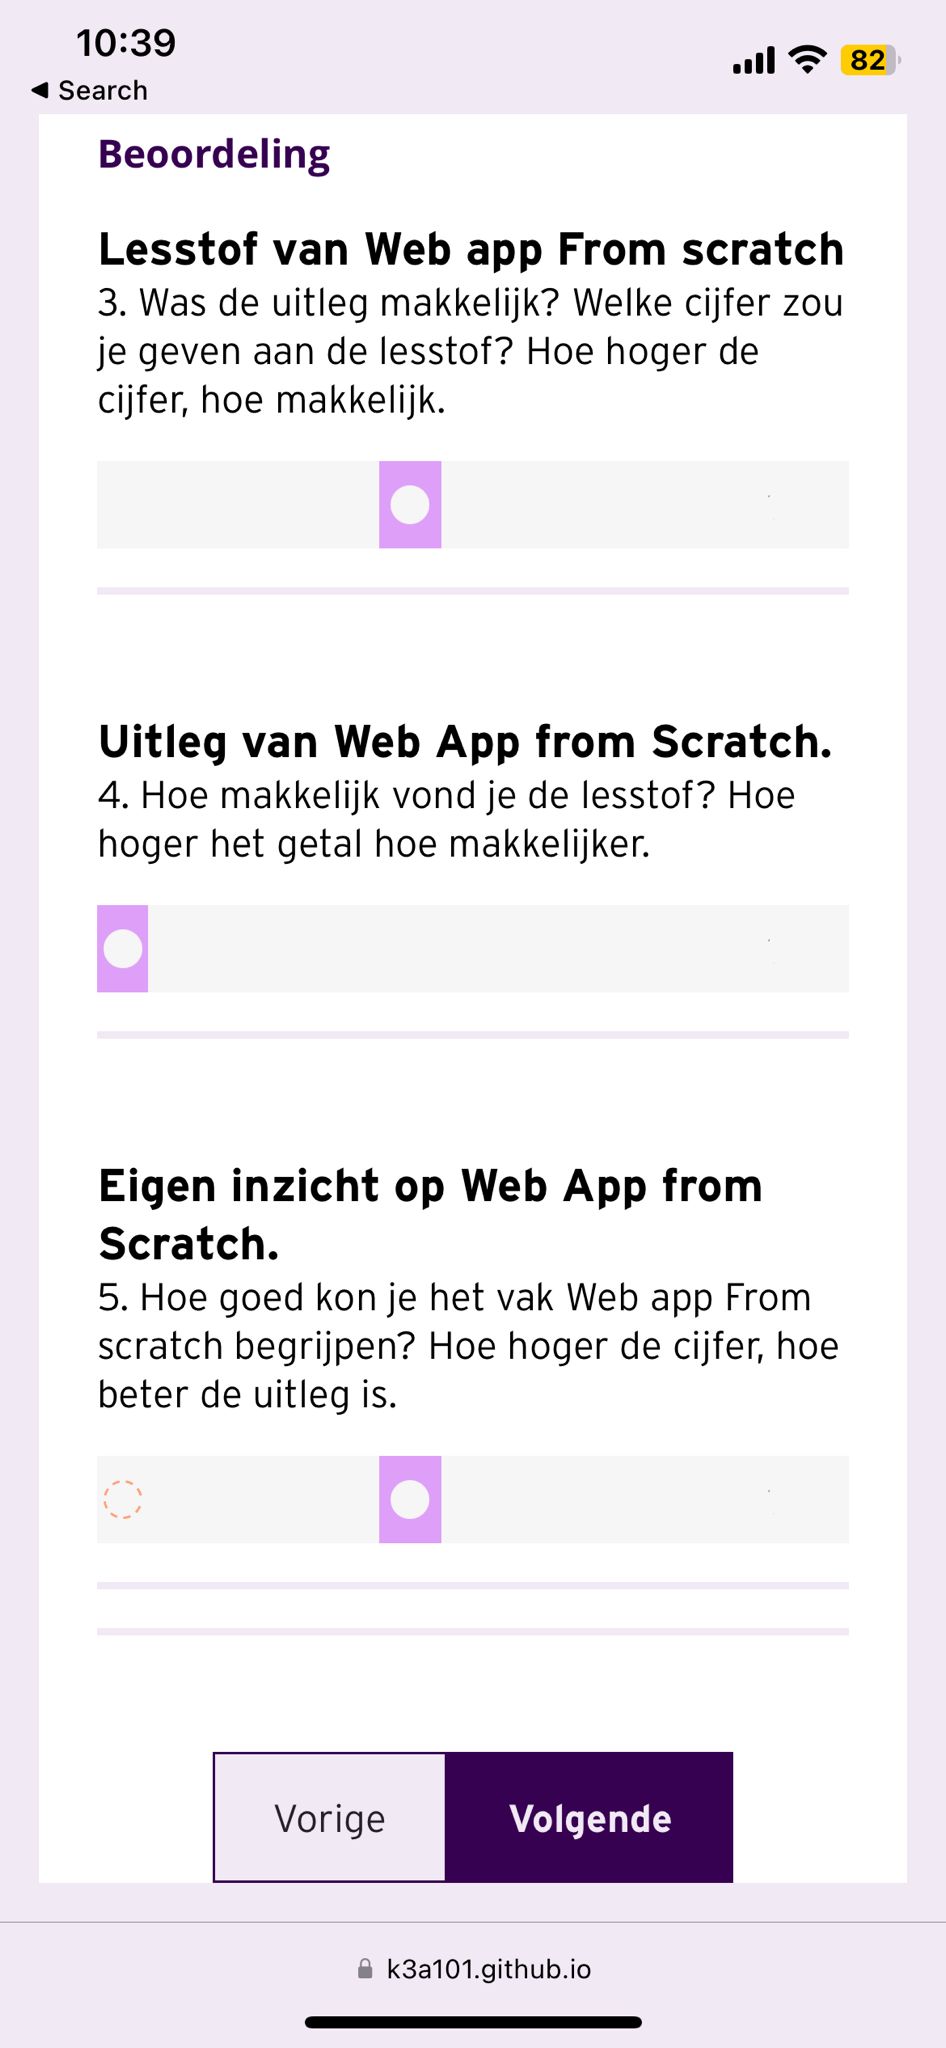 10:39
82
◀ Search
Beoordeling
Lesstof van Web app From scratch
3. Was de uitleg makkelijk? Welke cijfer zou
je geven aan de lesstof? Hoe hoger de
cijfer, hoe makkelijk.
Uitleg van Web App from Scratch.
4. Hoe makkelijk vond je de lesstof? Hoe
hoger het getal hoe makkelijker.
Eigen inzicht op Web App from
Scratch.
5. Hoe goed kon je het vak Web app From
scratch begrijpen? Hoe hoger de cijfer, hoe
beter de uitleg is.
Vorige
Volgende
k3a101.github.io